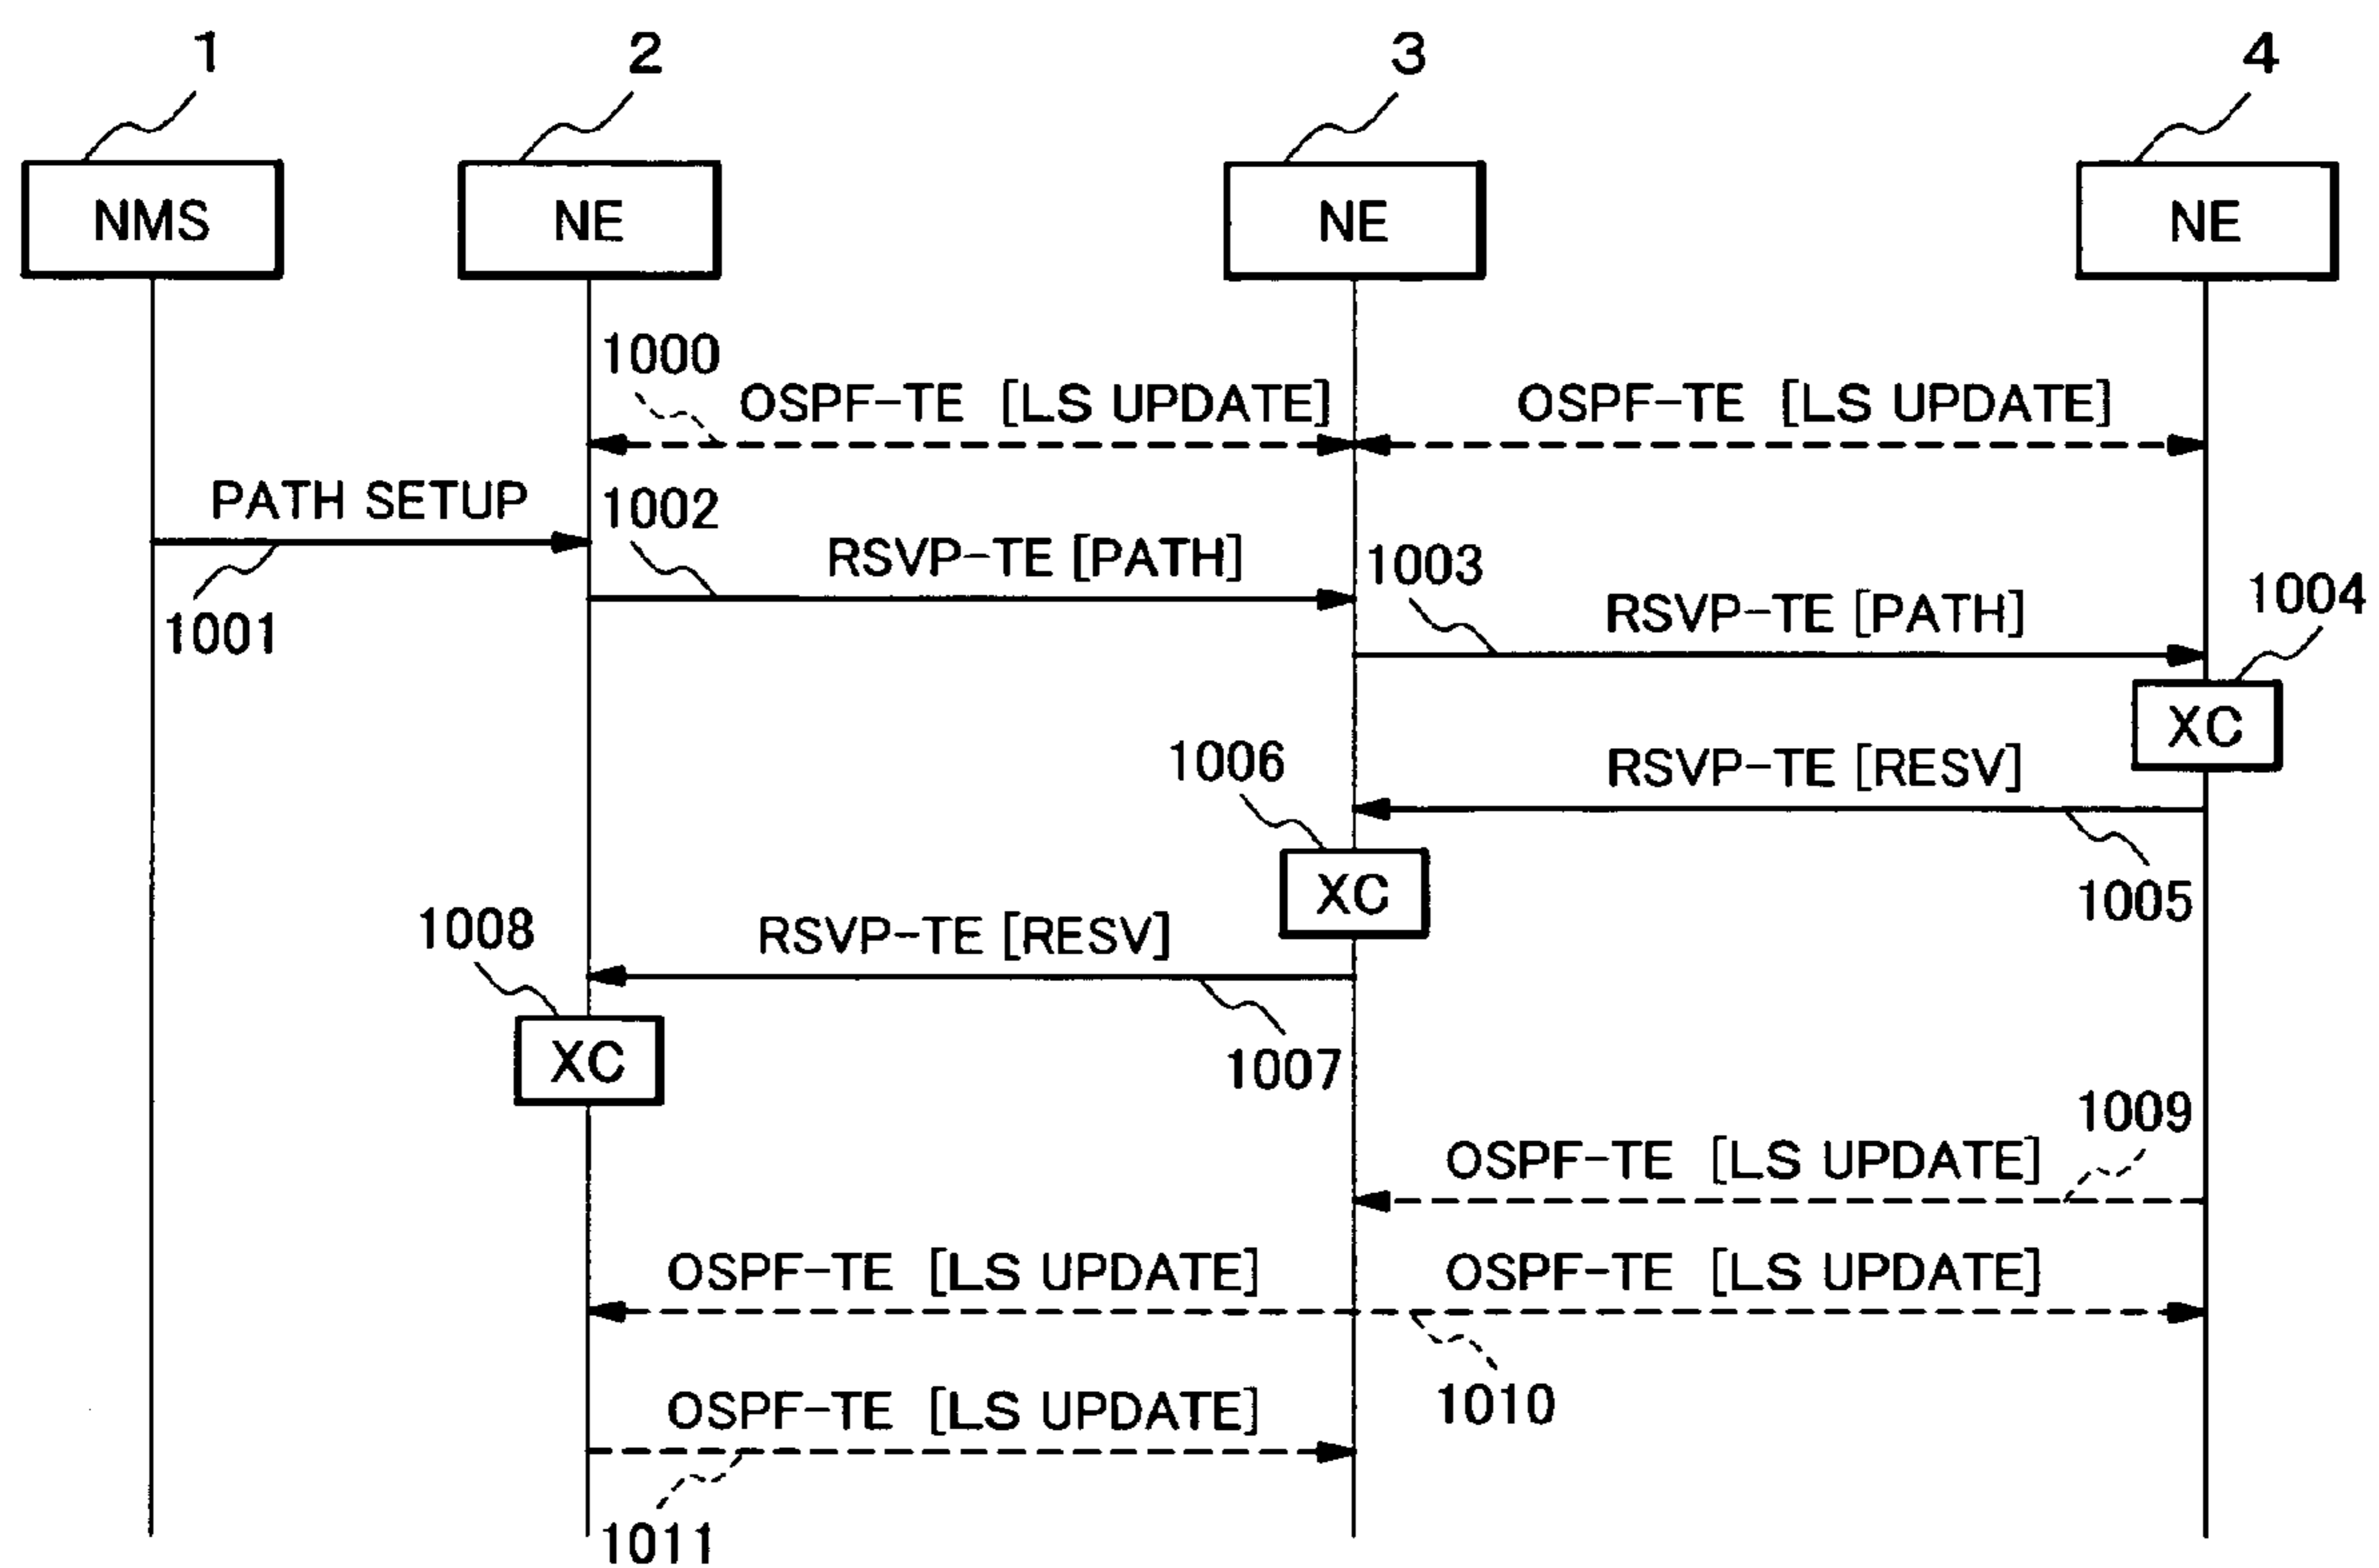 1 2 3 4
NMS NE NE NE
1000
OSPF-TE [LS UPDATE] OSPF-TE [LS UPDATE]
PATH SETUP
1002
RSVP-TE [PATH]
1003
1001
RSVP-TE [PATH]
1004
XC
1006
RSVP-TE [RESV]
XC
1005
1008
RSVP-TE [RESV]
XC
1007
1009
OSPF-TE [LS UPDATE]
OSPF-TE [LS UPDATE] OSPF-TE [LS UPDATE]
OSPF-TE [LS UPDATE]
1010
1011